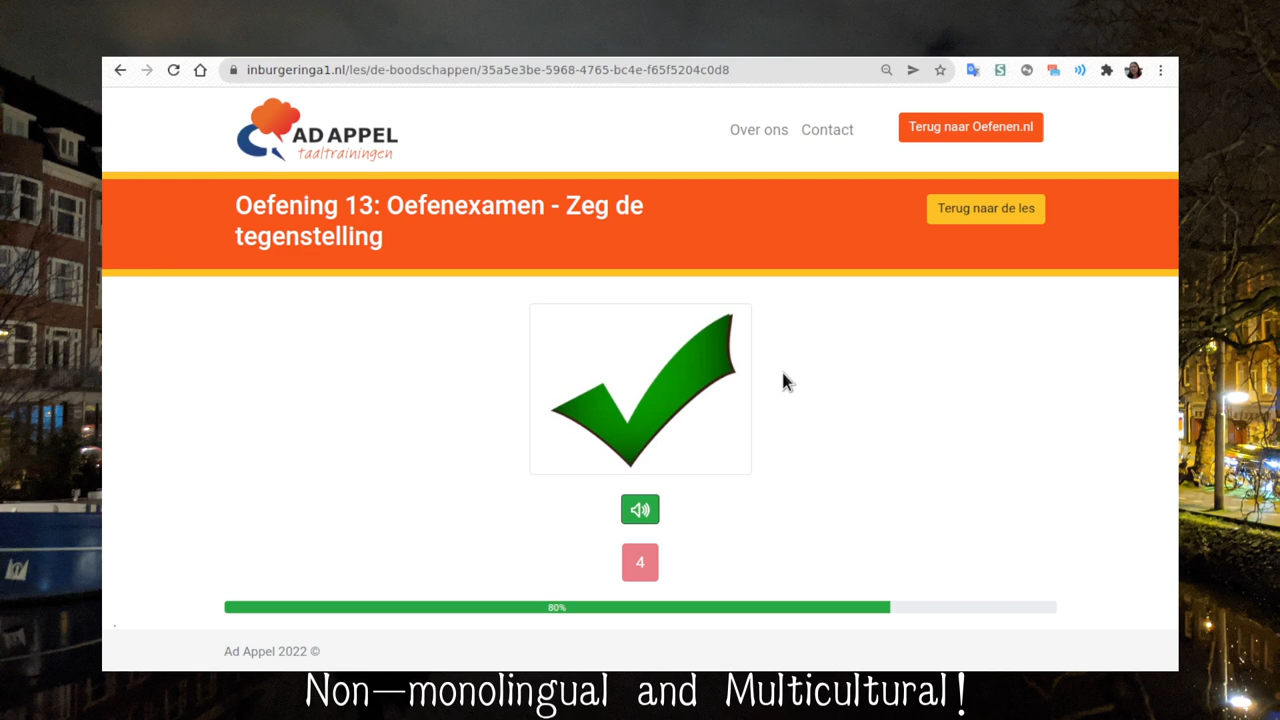 inburgeringa1.nl/les/de-boodschappen/35a5e3be-5968-4765-bc4e-f65f5204c0d8
AD APPEL
taaltrainingen
Over ons
Contact
Terug naar Oefenen.nl
Oefening 13: Oefenexamen - Zeg de
tegenstelling
Terug naar de les
4
80%
Ad Appel 2022 ©
Non—monolingual and Multicultural!